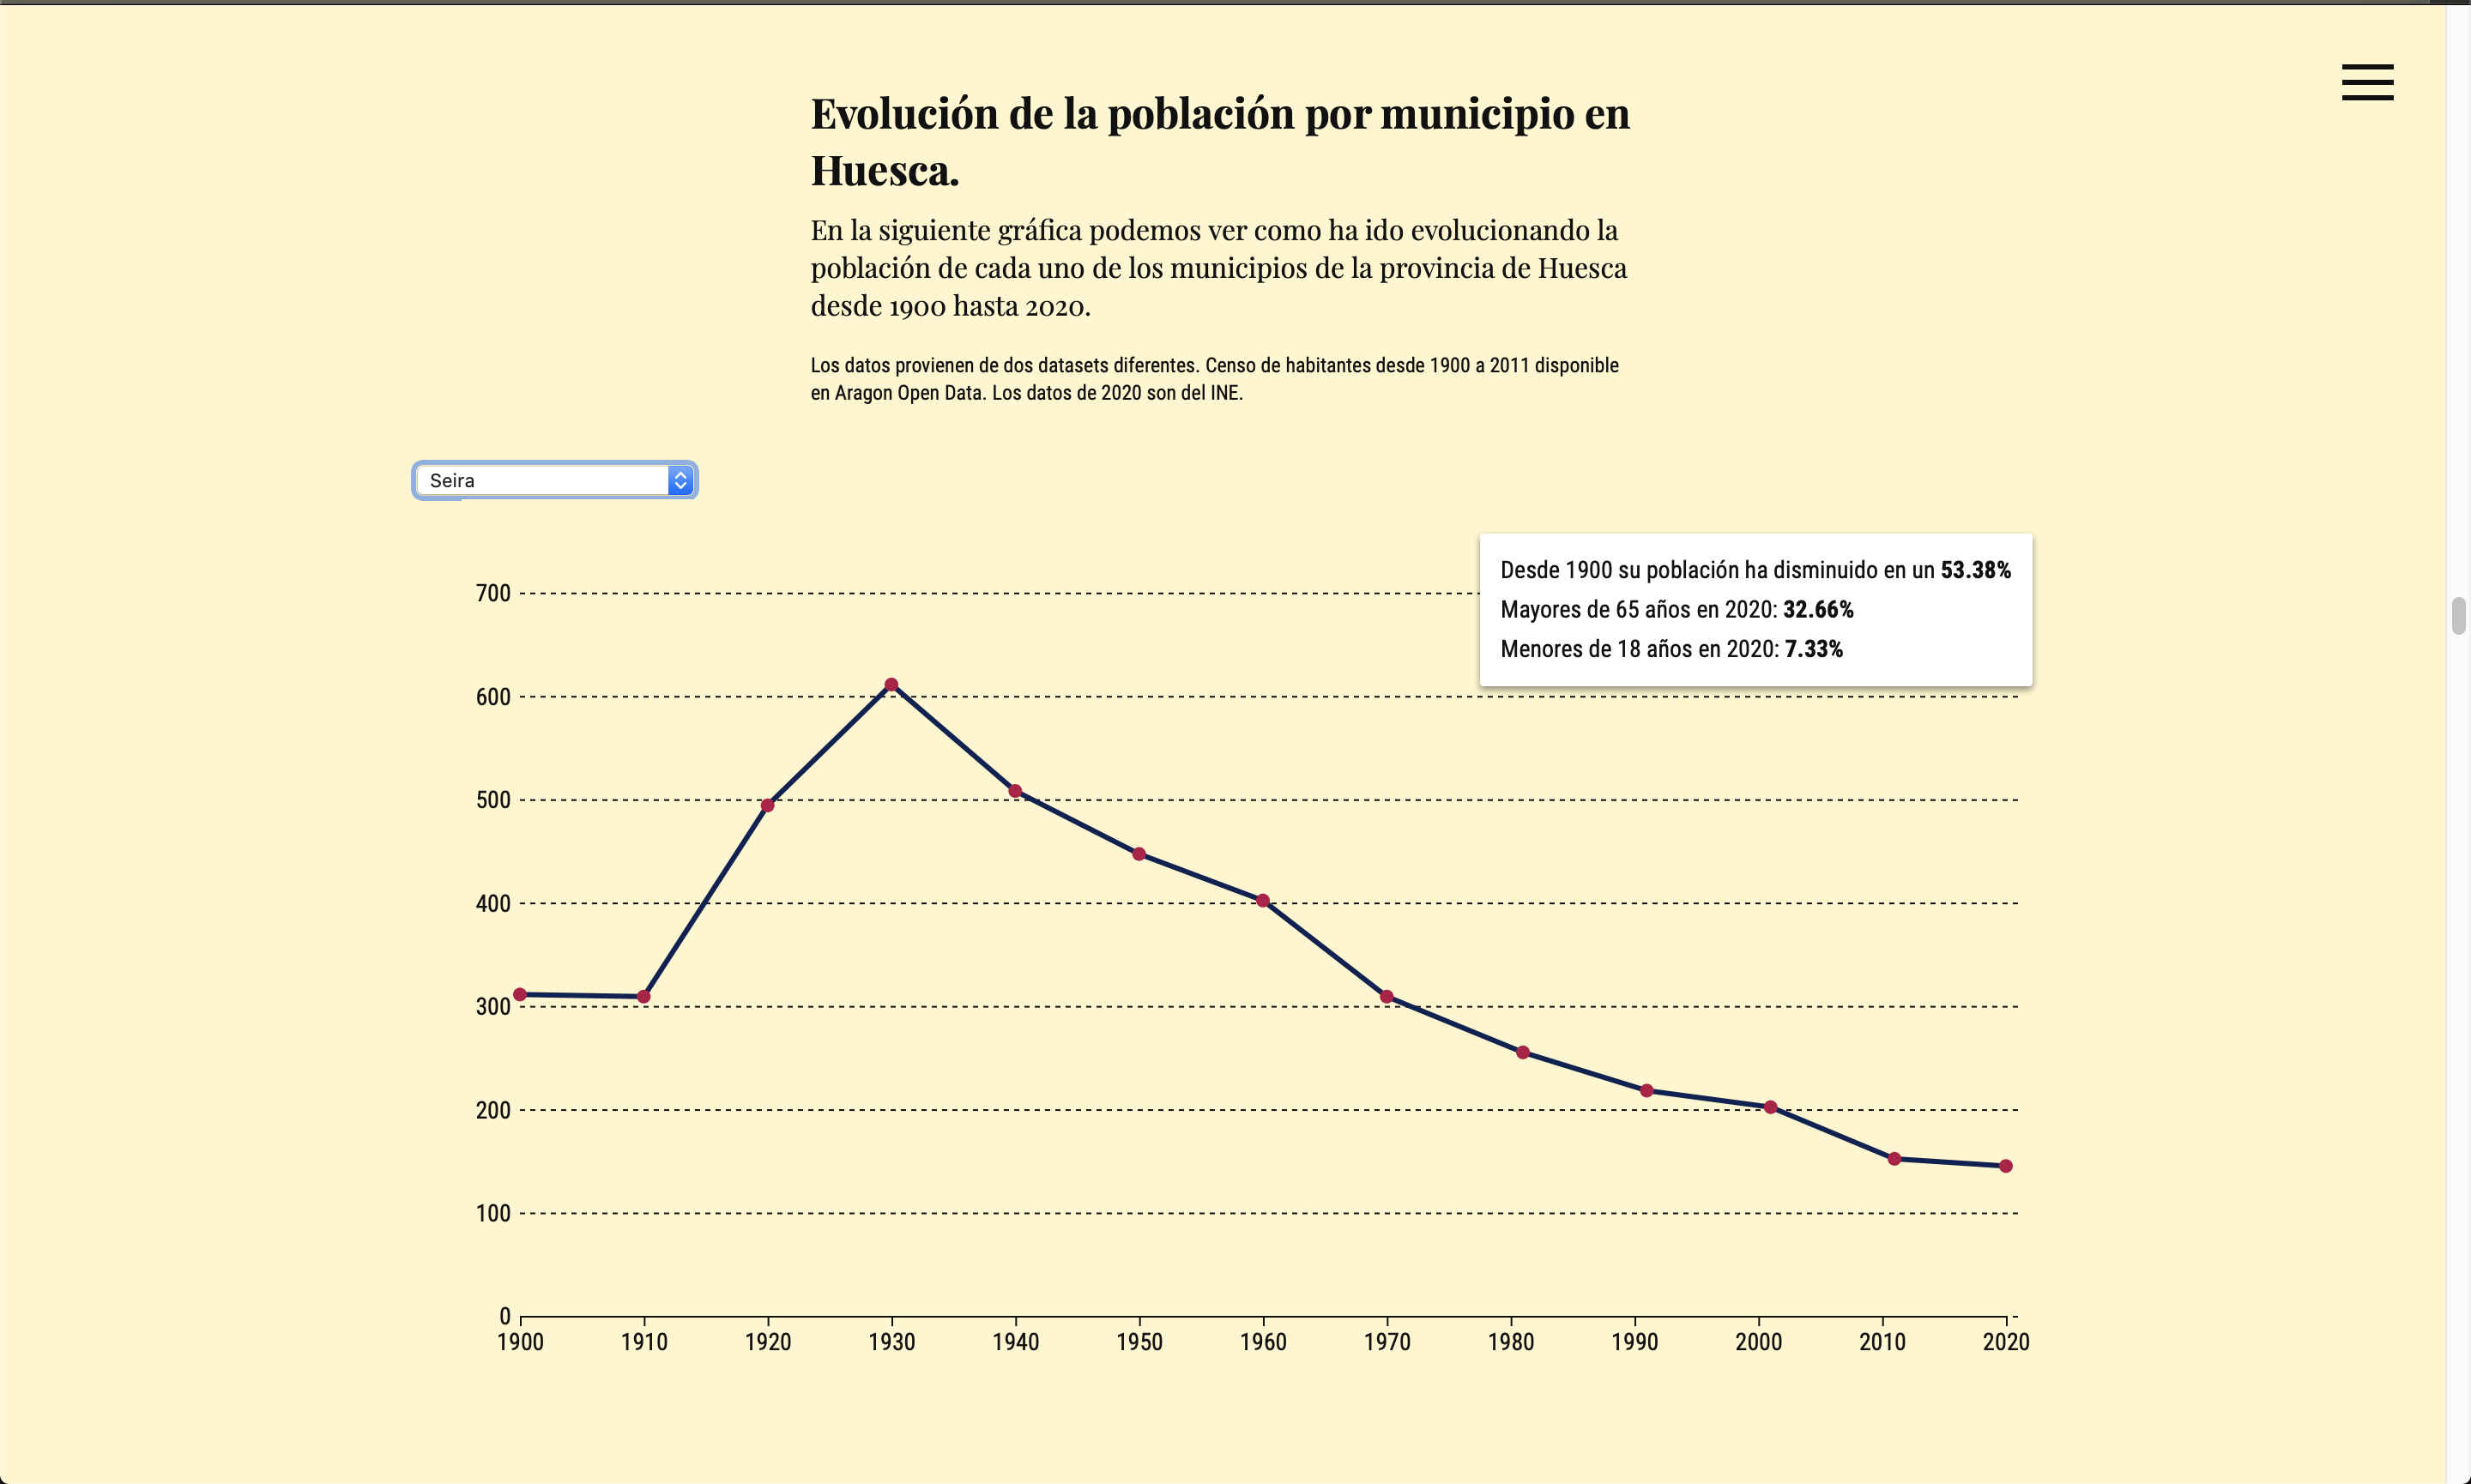 Evolución de la población por municipio en
Huesca.
En la siguiente gráfica podemos ver como ha ido evolucionando la
población de cada uno de los municipios de la provincia de Huesca
desde 1900 hasta 2020.
Los datos provienen de dos datasets diferentes. Censo de habitantes desde 1900 a 2011 disponible
en Aragon Open Data. Los datos de 2020 son del INE.
Seira
Desde 1900 su población ha disminuido en un 53.38%
Mayores de 65 años en 2020: 32.66%
Menores de 18 años en 2020: 7.33%
700
600
500
400
300
200
100
0
1900 1910 1920 1930 1940 1950 1960 1970 1980 1990 2000 2010 2020